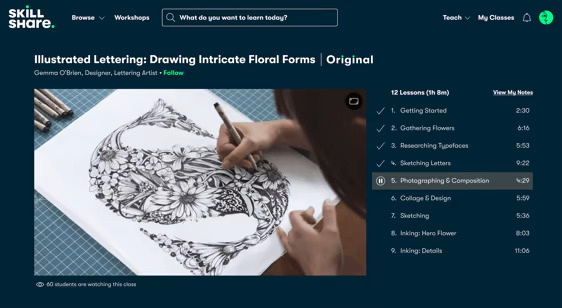 SKILL
SHARE.
Browse
Workshops
What do you want to learn today?
Teach
My Classes
Illustrated Lettering: Drawing Intricate Floral Forms | Original
Gemma O'Brien, Designer, Lettering Artist • Follow
12 Lessons (1h 8m)
View My Notes
1. Getting Started 2:30
2. Gathering Flowers 6:16
3. Researching Typefaces 5:53
4. Sketching Letters 9:22
5. Photographing & Composition 4:29
6. Collage & Design 5:59
7. Sketching 5:36
8. Inking: Hero Flower 8:03
9. Inking: Details 11:06
60 students are watching this class